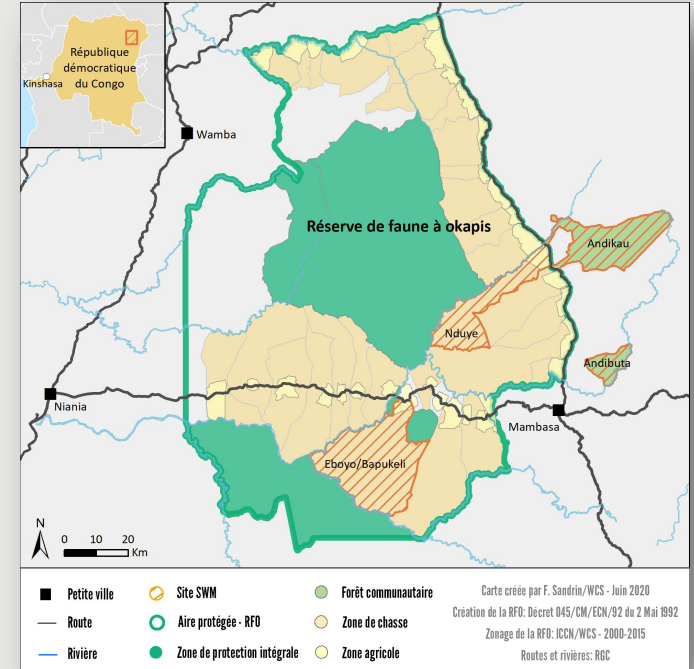 République
démocratique
du Congo
Kinshasa
Wamba
Réserve de faune à okapis
Andikau
Nduye
Andibuta
Niania
Mambasa
Eboyo/Bapukeli
N
0 10 20
Km
Petite ville
Site SWM
Forêt communautaire
Carte créée par F. Sandrin/WCS - Juin 2020
Création de la RFO: Décret 045/CM/ECN/92 du 2 Mai 1992
Route
Aire protégée - RFO
Zone de chasse
Zonage de la RFO: ICCN/WCS - 2000-2015
Rivière
Zone de protection intégrale
Zone agricole
Routes et rivières: RGC